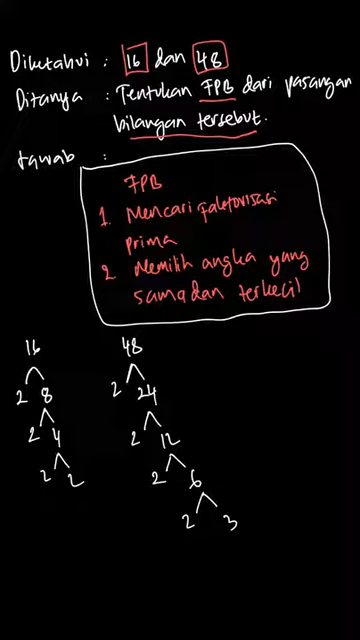 Diketahui : 16 dan 48
Ditanya : Tentukan FPB dari pasangan
bilangan tersebut.
Jawab :
FPB
1. Mencari faktorisasi
prima
2 Memilih angka yang
sama dan terkecil
16 48
2 8 2 24
2 4 2 12
2 2 2 6
2 3